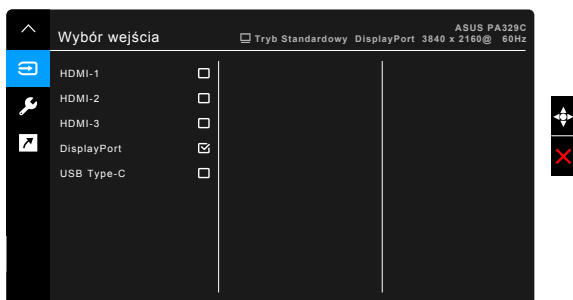 ASUS PA329C
Wybór wejścia
Tryb Standardowy DisplayPort 3840 x 2160@ 60Hz
HDMI-1
HDMI-2
HDMI-3
DisplayPort
USB Type-C